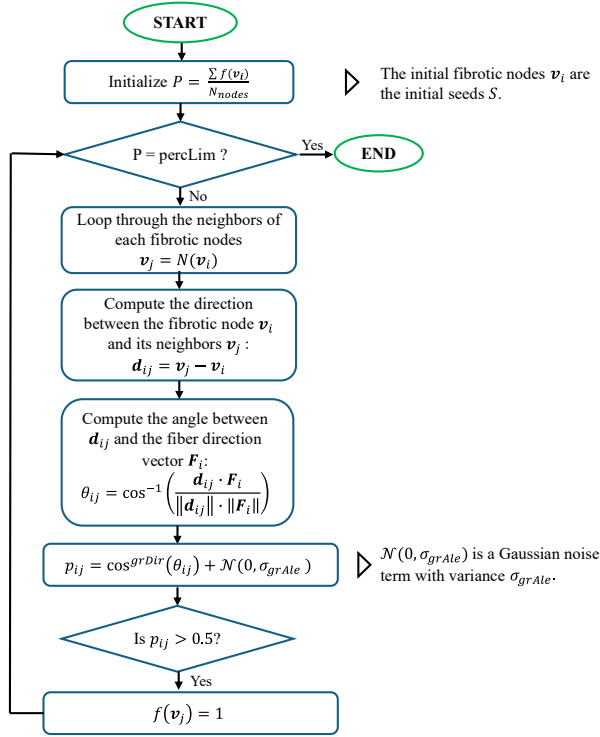 START
Initialize P = ∑ f(v_i) / N_nodes
The initial fibrotic nodes v_i are
the initial seeds S.
P = percLim ?
Yes
END
No
Loop through the neighbors of
each fibrotic nodes
v_j = N(v_i)
Compute the direction
between the fibrotic node v_i
and its neighbors v_j :
d_ij = v_j − v_i
Compute the angle between
d_ij and the fiber direction
vector F_i:
θ_ij = cos⁻¹( d_ij · F_i / ‖d_ij‖ · ‖F_i‖ )
p_ij = cos^grDir(θ_ij) + 𝒩(0, σ_grAle )
𝒩(0, σ_grAle) is a Gaussian noise
term with variance σ_grAle.
Is p_ij > 0.5?
Yes
f(v_j) = 1